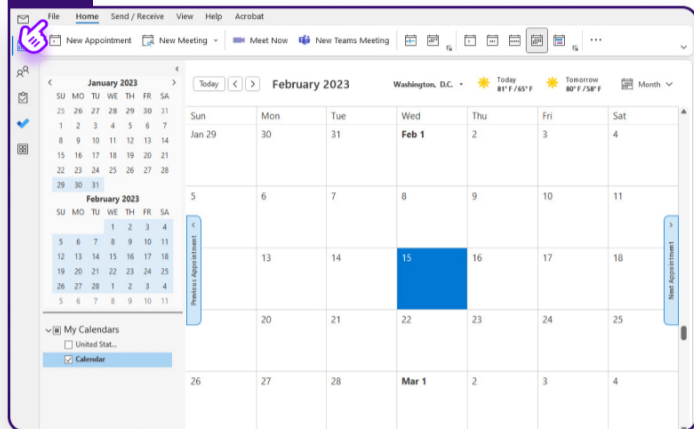 File Home Send / Receive View Help Acrobat
New Appointment New Meeting Meet Now New Teams Meeting ...
January 2023
SU MO TU WE TH FR SA
25 26 27 28 29 30 31
1 2 3 4 5 6 7
8 9 10 11 12 13 14
15 16 17 18 19 20 21
22 23 24 25 26 27 28
29 30 31
February 2023
SU MO TU WE TH FR SA
1 2 3 4
5 6 7 8 9 10 11
12 13 14 15 16 17 18
19 20 21 22 23 24 25
26 27 28 1 2 3 4
5 6 7 8 9 10 11
My Calendars
United Stat...
Calendar
Today February 2023 Washington, D.C. Today Tomorrow Month
81° F / 65° F 80° F / 58° F
Sun Mon Tue Wed Thu Fri Sat
Jan 29 30 31 Feb 1 2 3 4
5 6 7 8 9 10 11
Previous Appointment
13 14 15 16 17 18
Next Appointment
20 21 22 23 24 25
26 27 28 Mar 1 2 3 4